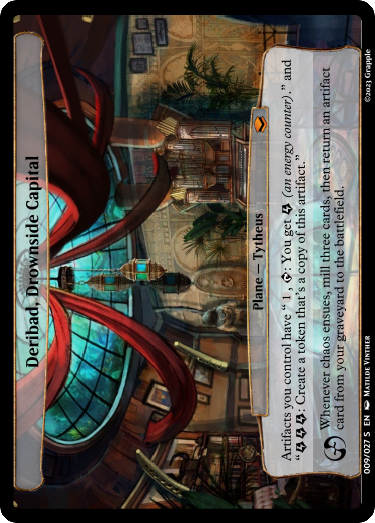 Deribad, Drownside Capital
Plane — Tytheus
Artifacts you control have “ 1 , : You get (an energy counter).” and
“: Create a token that's a copy of this artifact.”
Whenever chaos ensues, mill three cards, then return an artifact
card from your graveyard to the battlefield.
009/027 S EN MATILDE VINTHER
©2023 Grapple